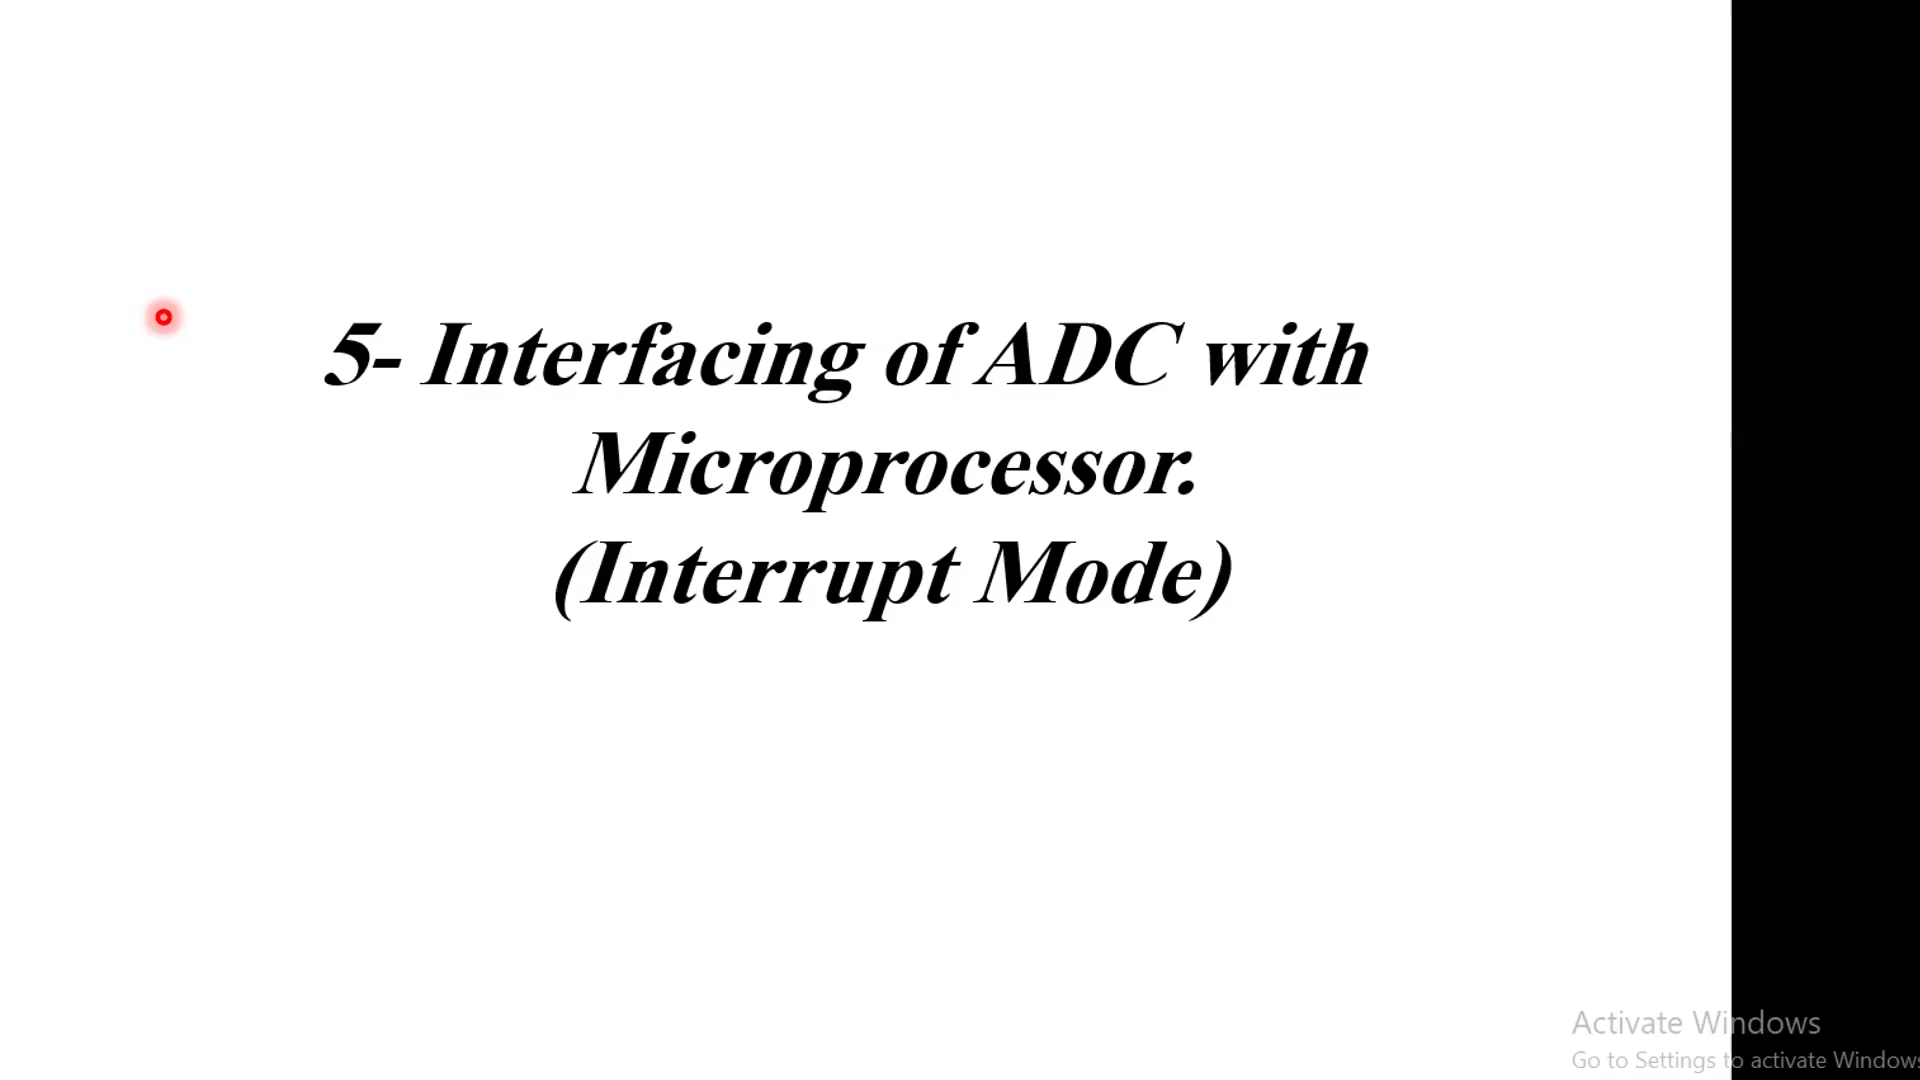 5- Interfacing of ADC with
Microprocessor.
(Interrupt Mode)
Activate Windows
Go to Settings to activate Windows